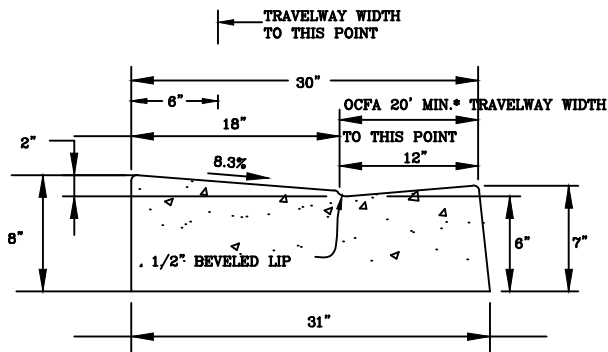 TRAVELWAY WIDTH
TO THIS POINT
30"
6"
OCFA 20' MIN.* TRAVELWAY WIDTH
18"
TO THIS POINT
2"
12"
8.3%
8"
6"
7"
1/2" BEVELED LIP
31"